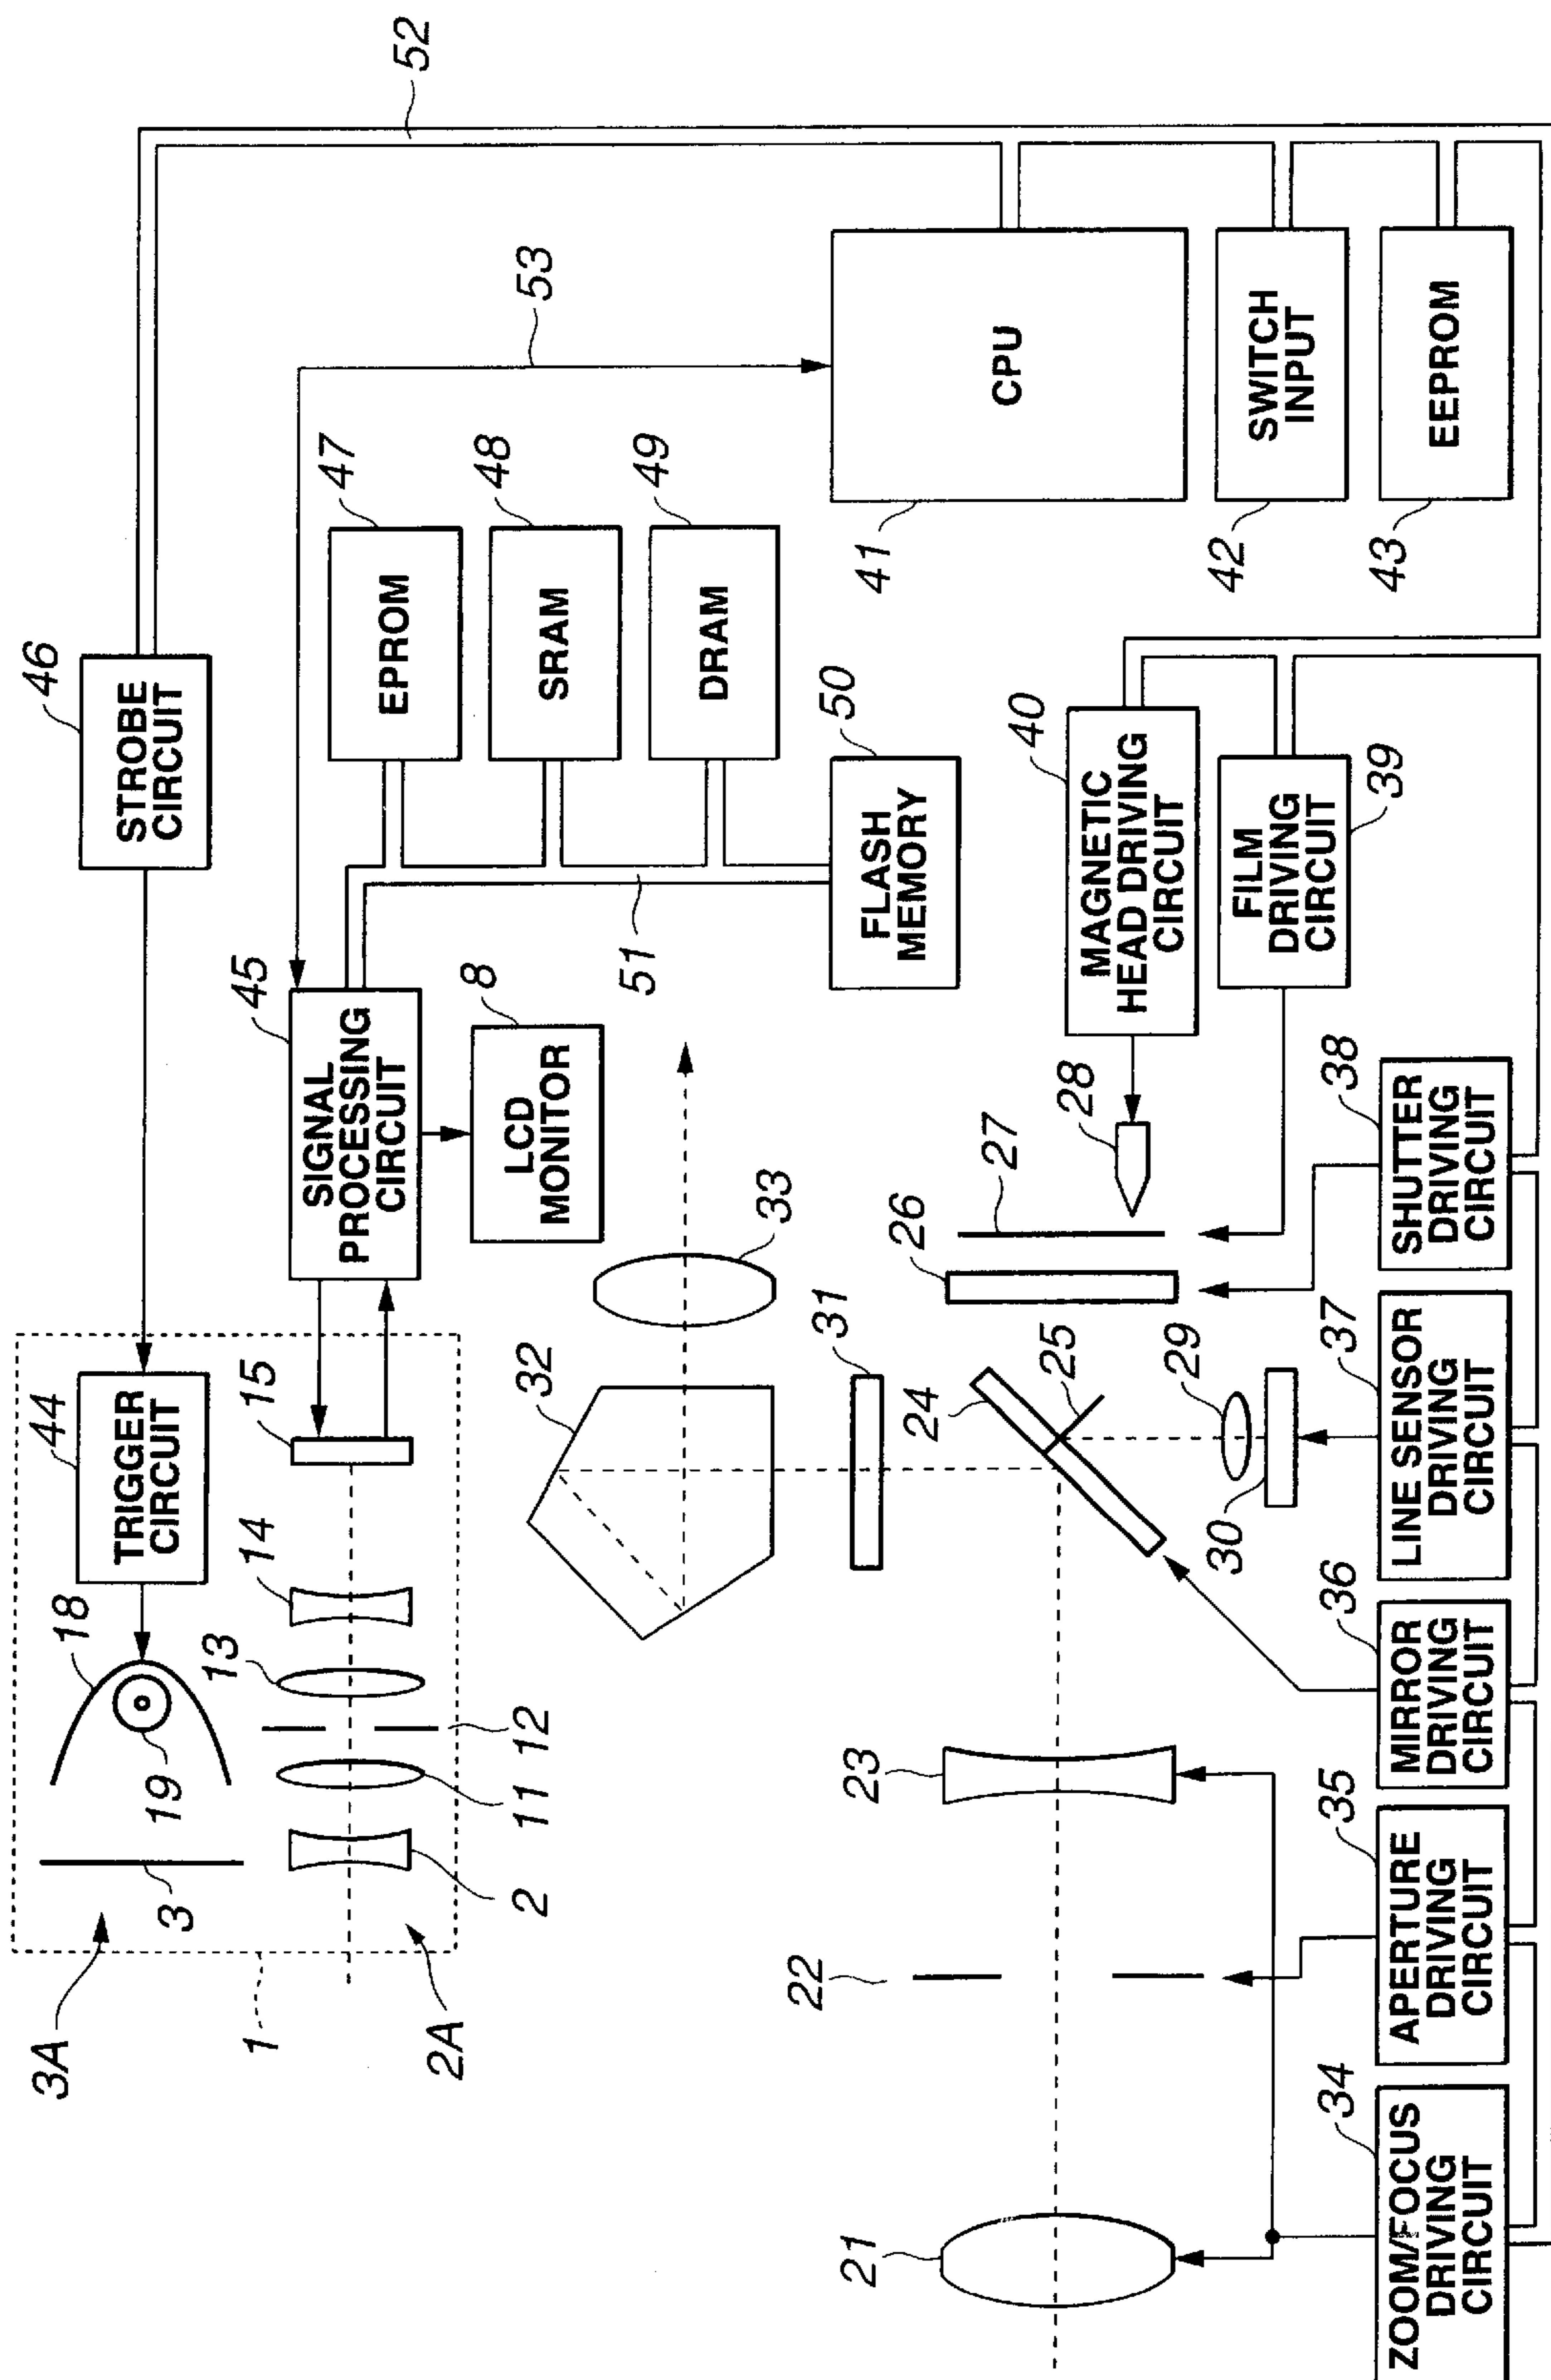 3A
1
2A
3
19
18
44
TRIGGER
CIRCUIT
46
STROBE
CIRCUIT
52
2
11
12
13
14
15
45
SIGNAL
PROCESSING
CIRCUIT
8
LCD
MONITOR
53
47
EPROM
48
SRAM
49
DRAM
51
50
FLASH
MEMORY
41
CPU
42
SWITCH
INPUT
43
EEPROM
32
33
31
21
22
23
24
25
26
27
28
29
30
40
MAGNETIC
HEAD DRIVING
CIRCUIT
39
FILM
DRIVING
CIRCUIT
34
ZOOM/FOCUS
DRIVING
CIRCUIT
35
APERTURE
DRIVING
CIRCUIT
36
MIRROR
DRIVING
CIRCUIT
37
LINE SENSOR
DRIVING
CIRCUIT
38
SHUTTER
DRIVING
CIRCUIT